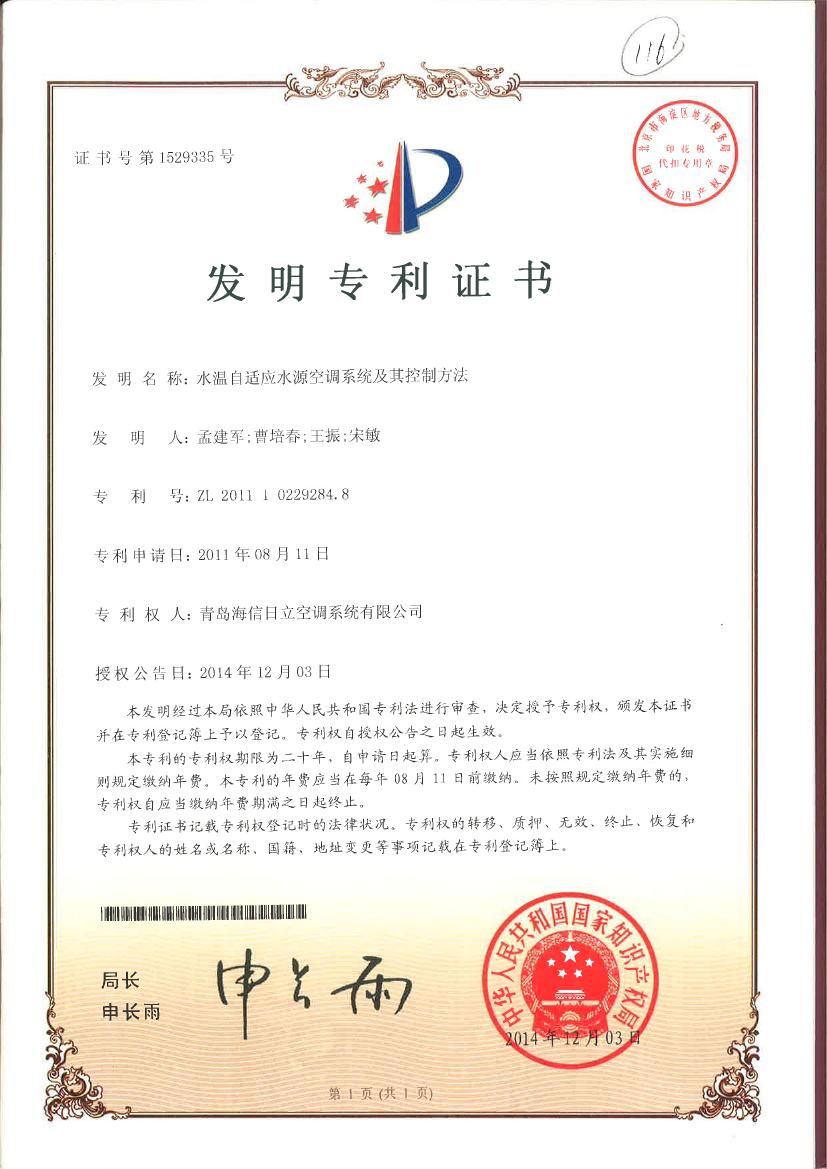 116
证书号第1529335号
北京市海淀区地方税务局
印花税
代扣专用章
国家知识产权局
发明专利证书
发 明 名 称: 水温自适应水源空调系统及其控制方法
发 明 人: 孟建军;曹培春;王振;宋敏
专 利 号: ZL 2011 1 0229284.8
专利申请日: 2011年08月11日
专 利 权 人: 青岛海信日立空调系统有限公司
授权公告日: 2014年12月03日
本发明经过本局依照中华人民共和国专利法进行审查，决定授予专利权，颁发本证书
并在专利登记簿上予以登记。专利权自授权公告之日起生效。
本专利的专利权期限为二十年，自申请日起算。专利权人应当依照专利法及其实施细
则规定缴纳年费。本专利的年费应当在每年 08 月 11 日前缴纳。未按照规定缴纳年费的，
专利权自应当缴纳年费期满之日起终止。
专利证书记载专利权登记时的法律状况。专利权的转移、质押、无效、终止、恢复和
专利权人的姓名或名称、国籍、地址变更等事项记载在专利登记簿上。
局长
申长雨
申长雨
中华人民共和国国家知识产权局
2014年12月03日
第 1 页 (共 1 页)